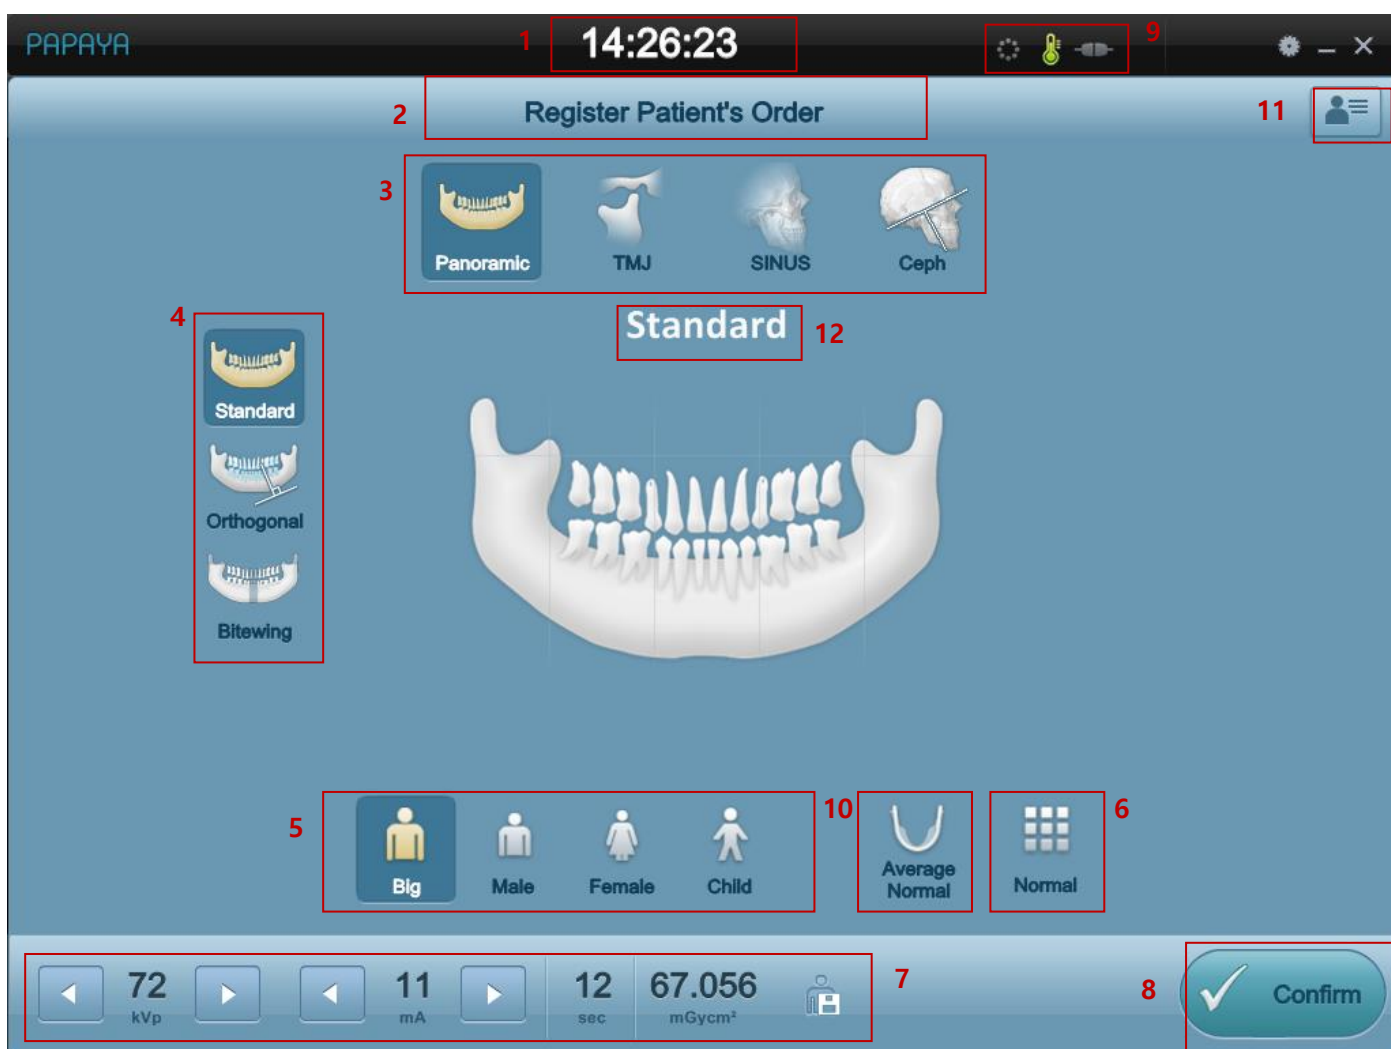 PAPAYA 1 14:26:23 9
2 Register Patient's Order 11
3
Panoramic TMJ SINUS Ceph
4 Standard 12
Standard
Orthogonal
Bitewing
5 10 6
Big Male Female Child Average Normal Normal
72 kVp 11 mA 12 sec 67.056 mGycm² 7 8 Confirm